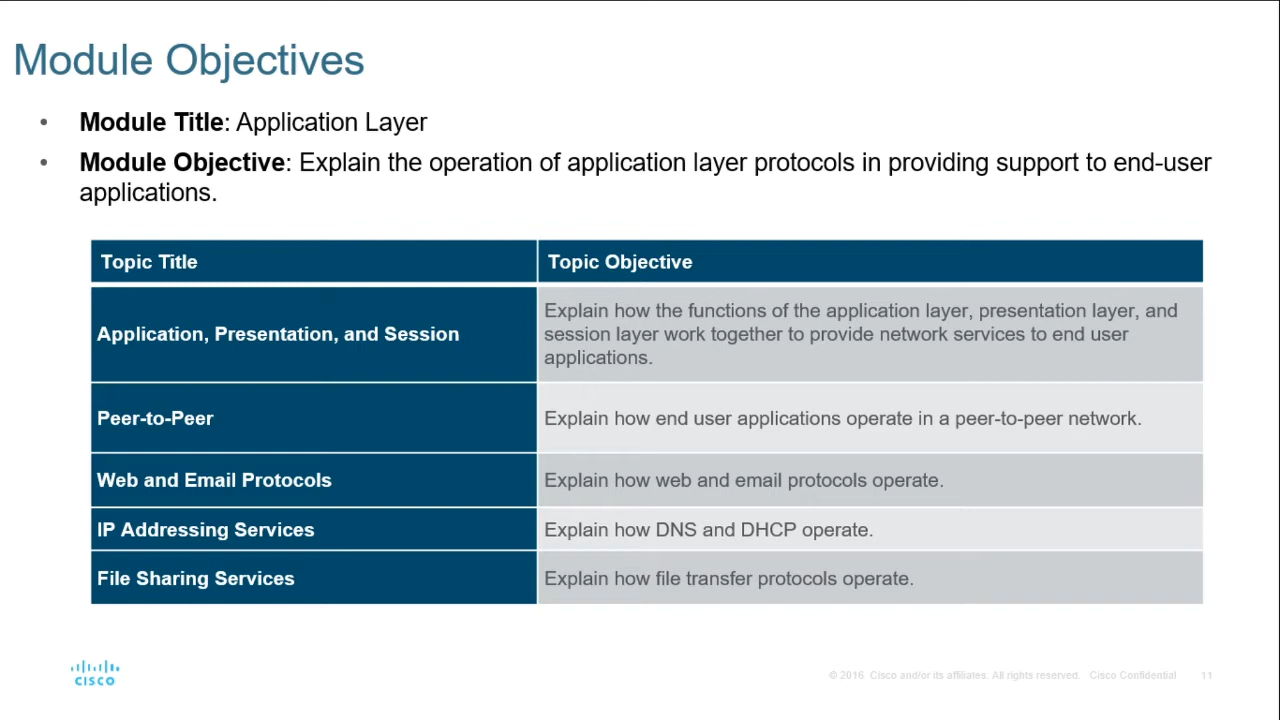 Module Objectives
• Module Title: Application Layer
• Module Objective: Explain the operation of application layer protocols in providing support to end-user
applications.
Topic Title
Topic Objective
Application, Presentation, and Session
Explain how the functions of the application layer, presentation layer, and
session layer work together to provide network services to end user
applications.
Peer-to-Peer
Explain how end user applications operate in a peer-to-peer network.
Web and Email Protocols
Explain how web and email protocols operate.
IP Addressing Services
Explain how DNS and DHCP operate.
File Sharing Services
Explain how file transfer protocols operate.
CISCO
© 2016 Cisco and/or its affiliates. All rights reserved. Cisco Confidential
11